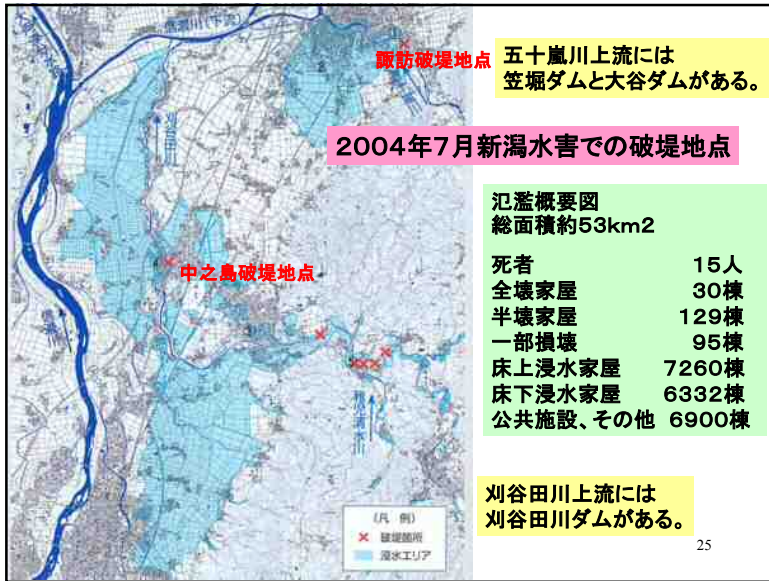 信濃川(下流)
諏訪破堤地点
五十嵐川上流には
笠堀ダムと大谷ダムがある。
2004年7月新潟水害での破堤地点
刈谷田川
氾濫概要図
総面積約53km2
死者 15人
全壊家屋 30棟
半壊家屋 129棟
一部損壊 95棟
床上浸水家屋 7260棟
床下浸水家屋 6332棟
公共施設、その他 6900棟
中之島破堤地点
信濃川
刈谷田川上流には
刈谷田川ダムがある。
(凡 例)
破堤箇所
浸水エリア
25